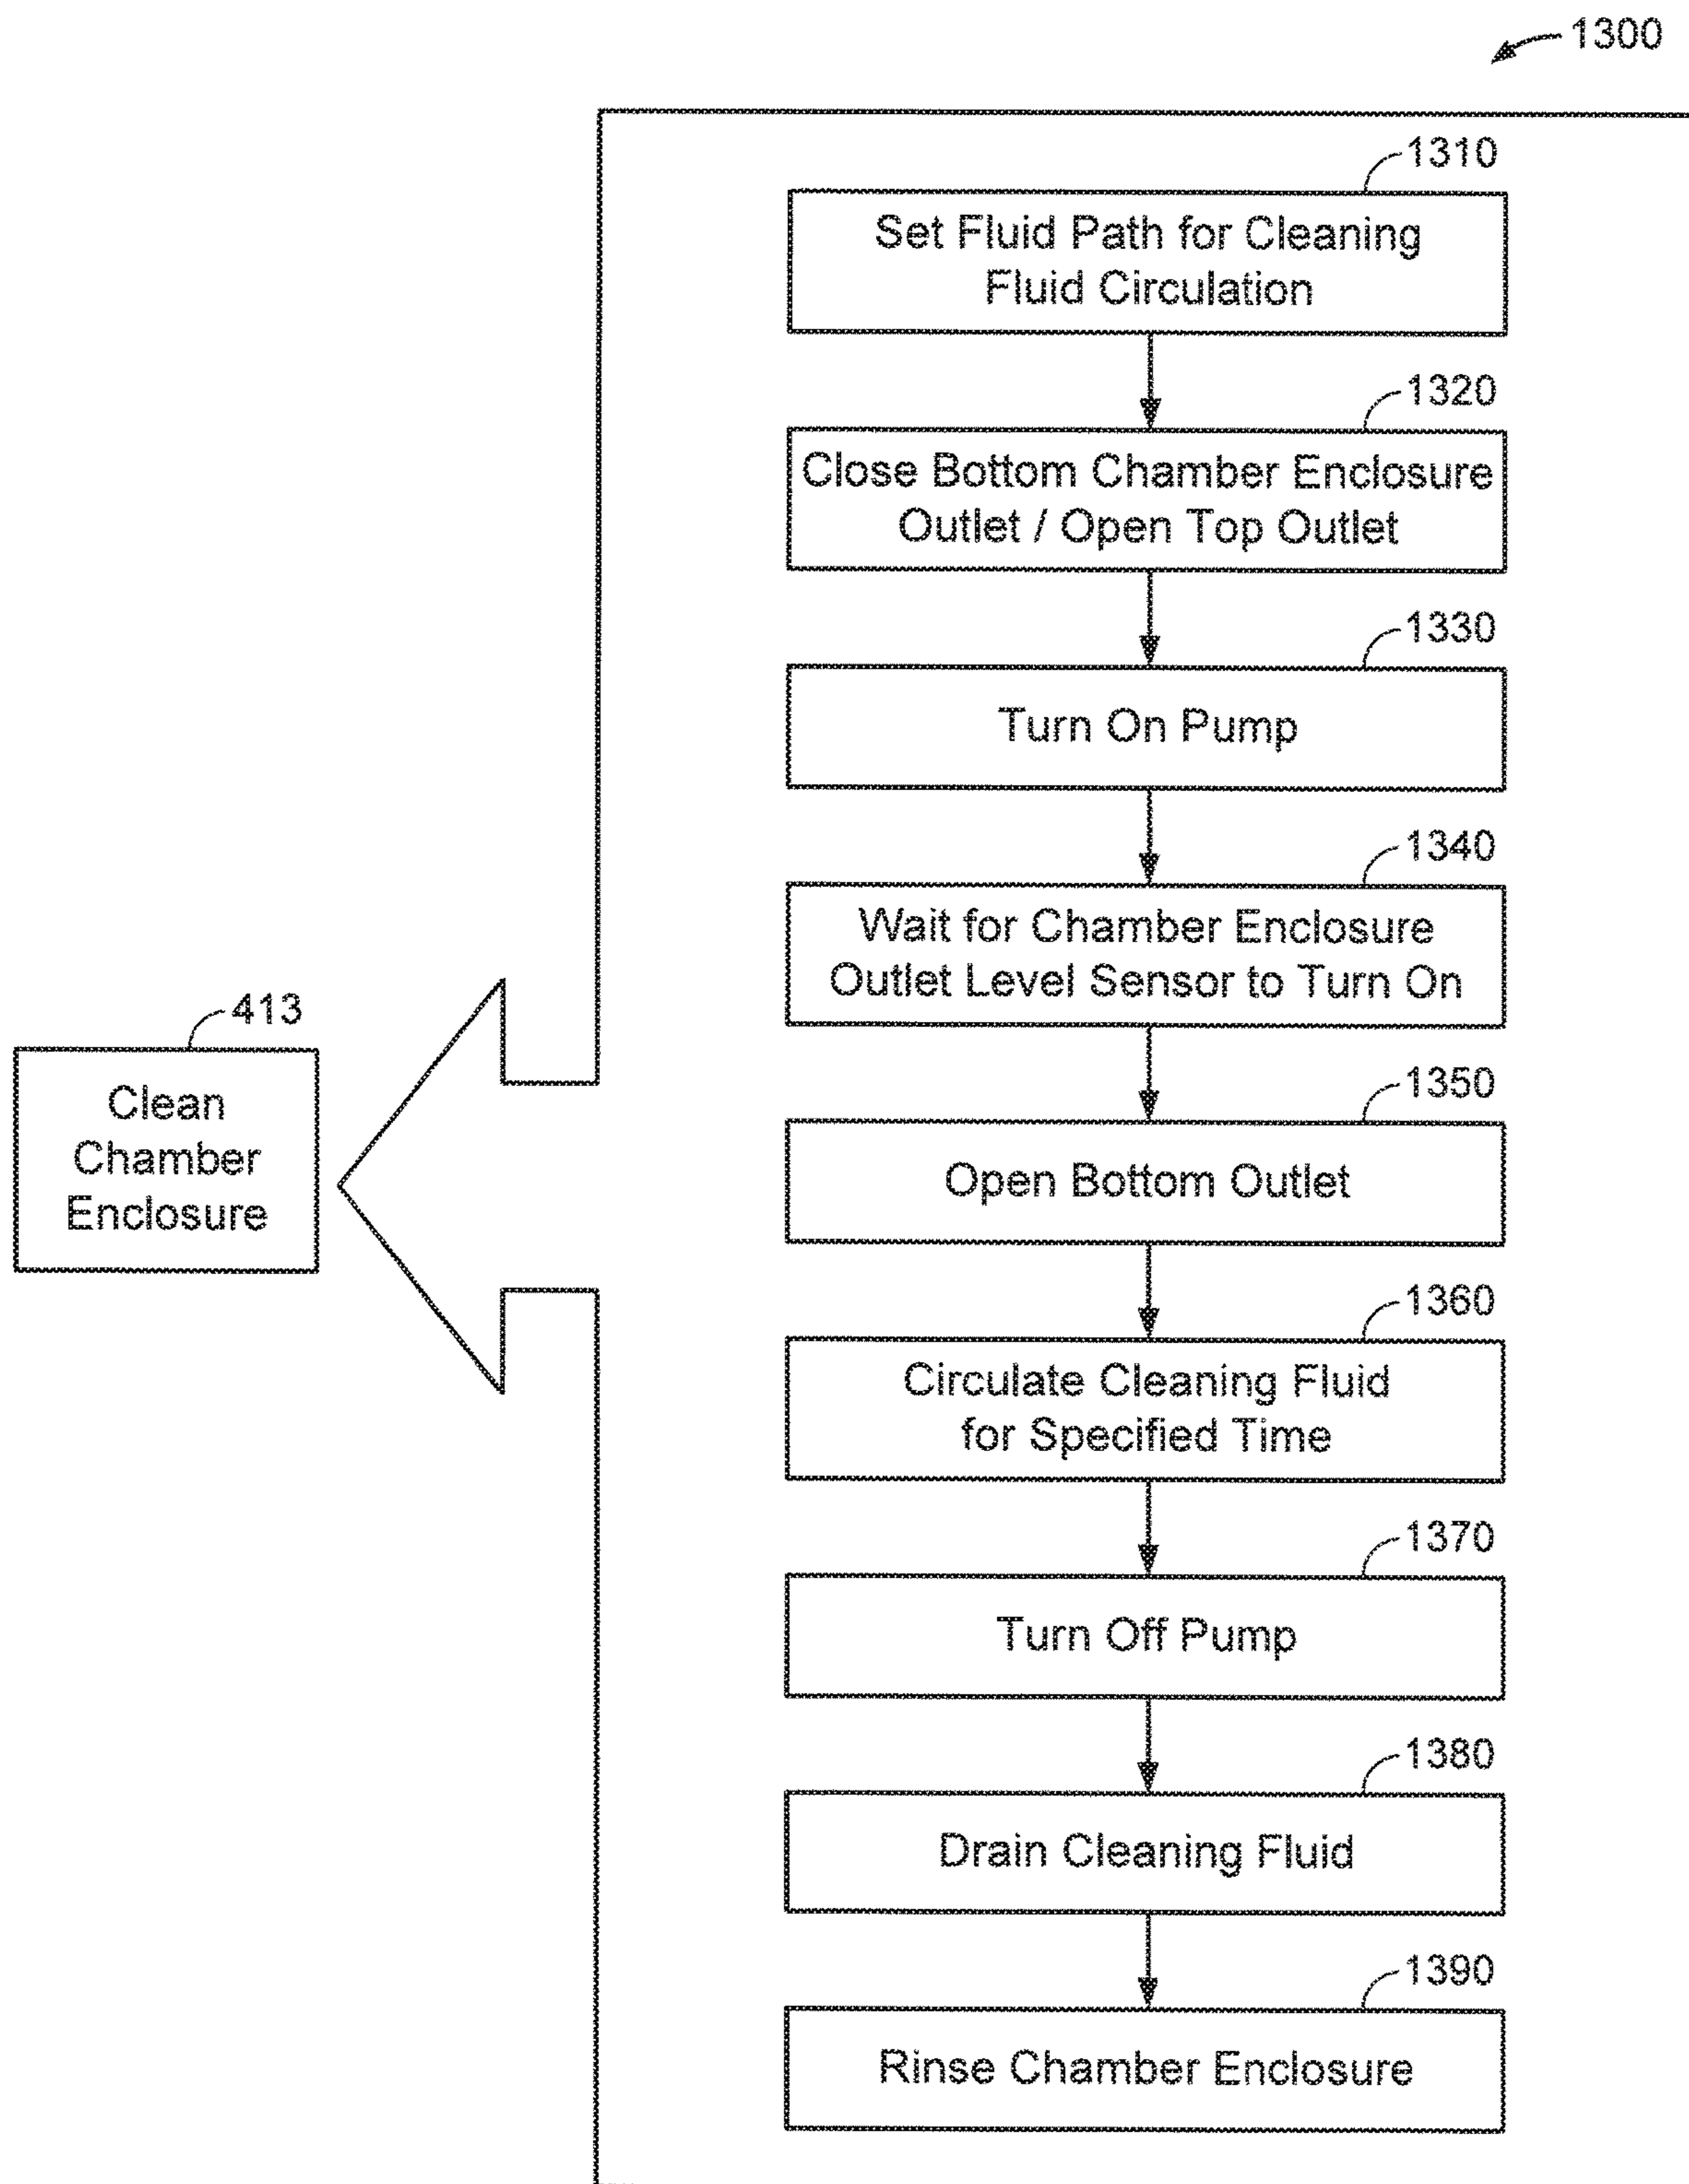 1300
1310
Set Fluid Path for Cleaning
Fluid Circulation
1320
Close Bottom Chamber Enclosure
Outlet / Open Top Outlet
1330
Turn On Pump
1340
Wait for Chamber Enclosure
Outlet Level Sensor to Turn On
413
Clean
Chamber
Enclosure
1350
Open Bottom Outlet
1360
Circulate Cleaning Fluid
for Specified Time
1370
Turn Off Pump
1380
Drain Cleaning Fluid
1390
Rinse Chamber Enclosure